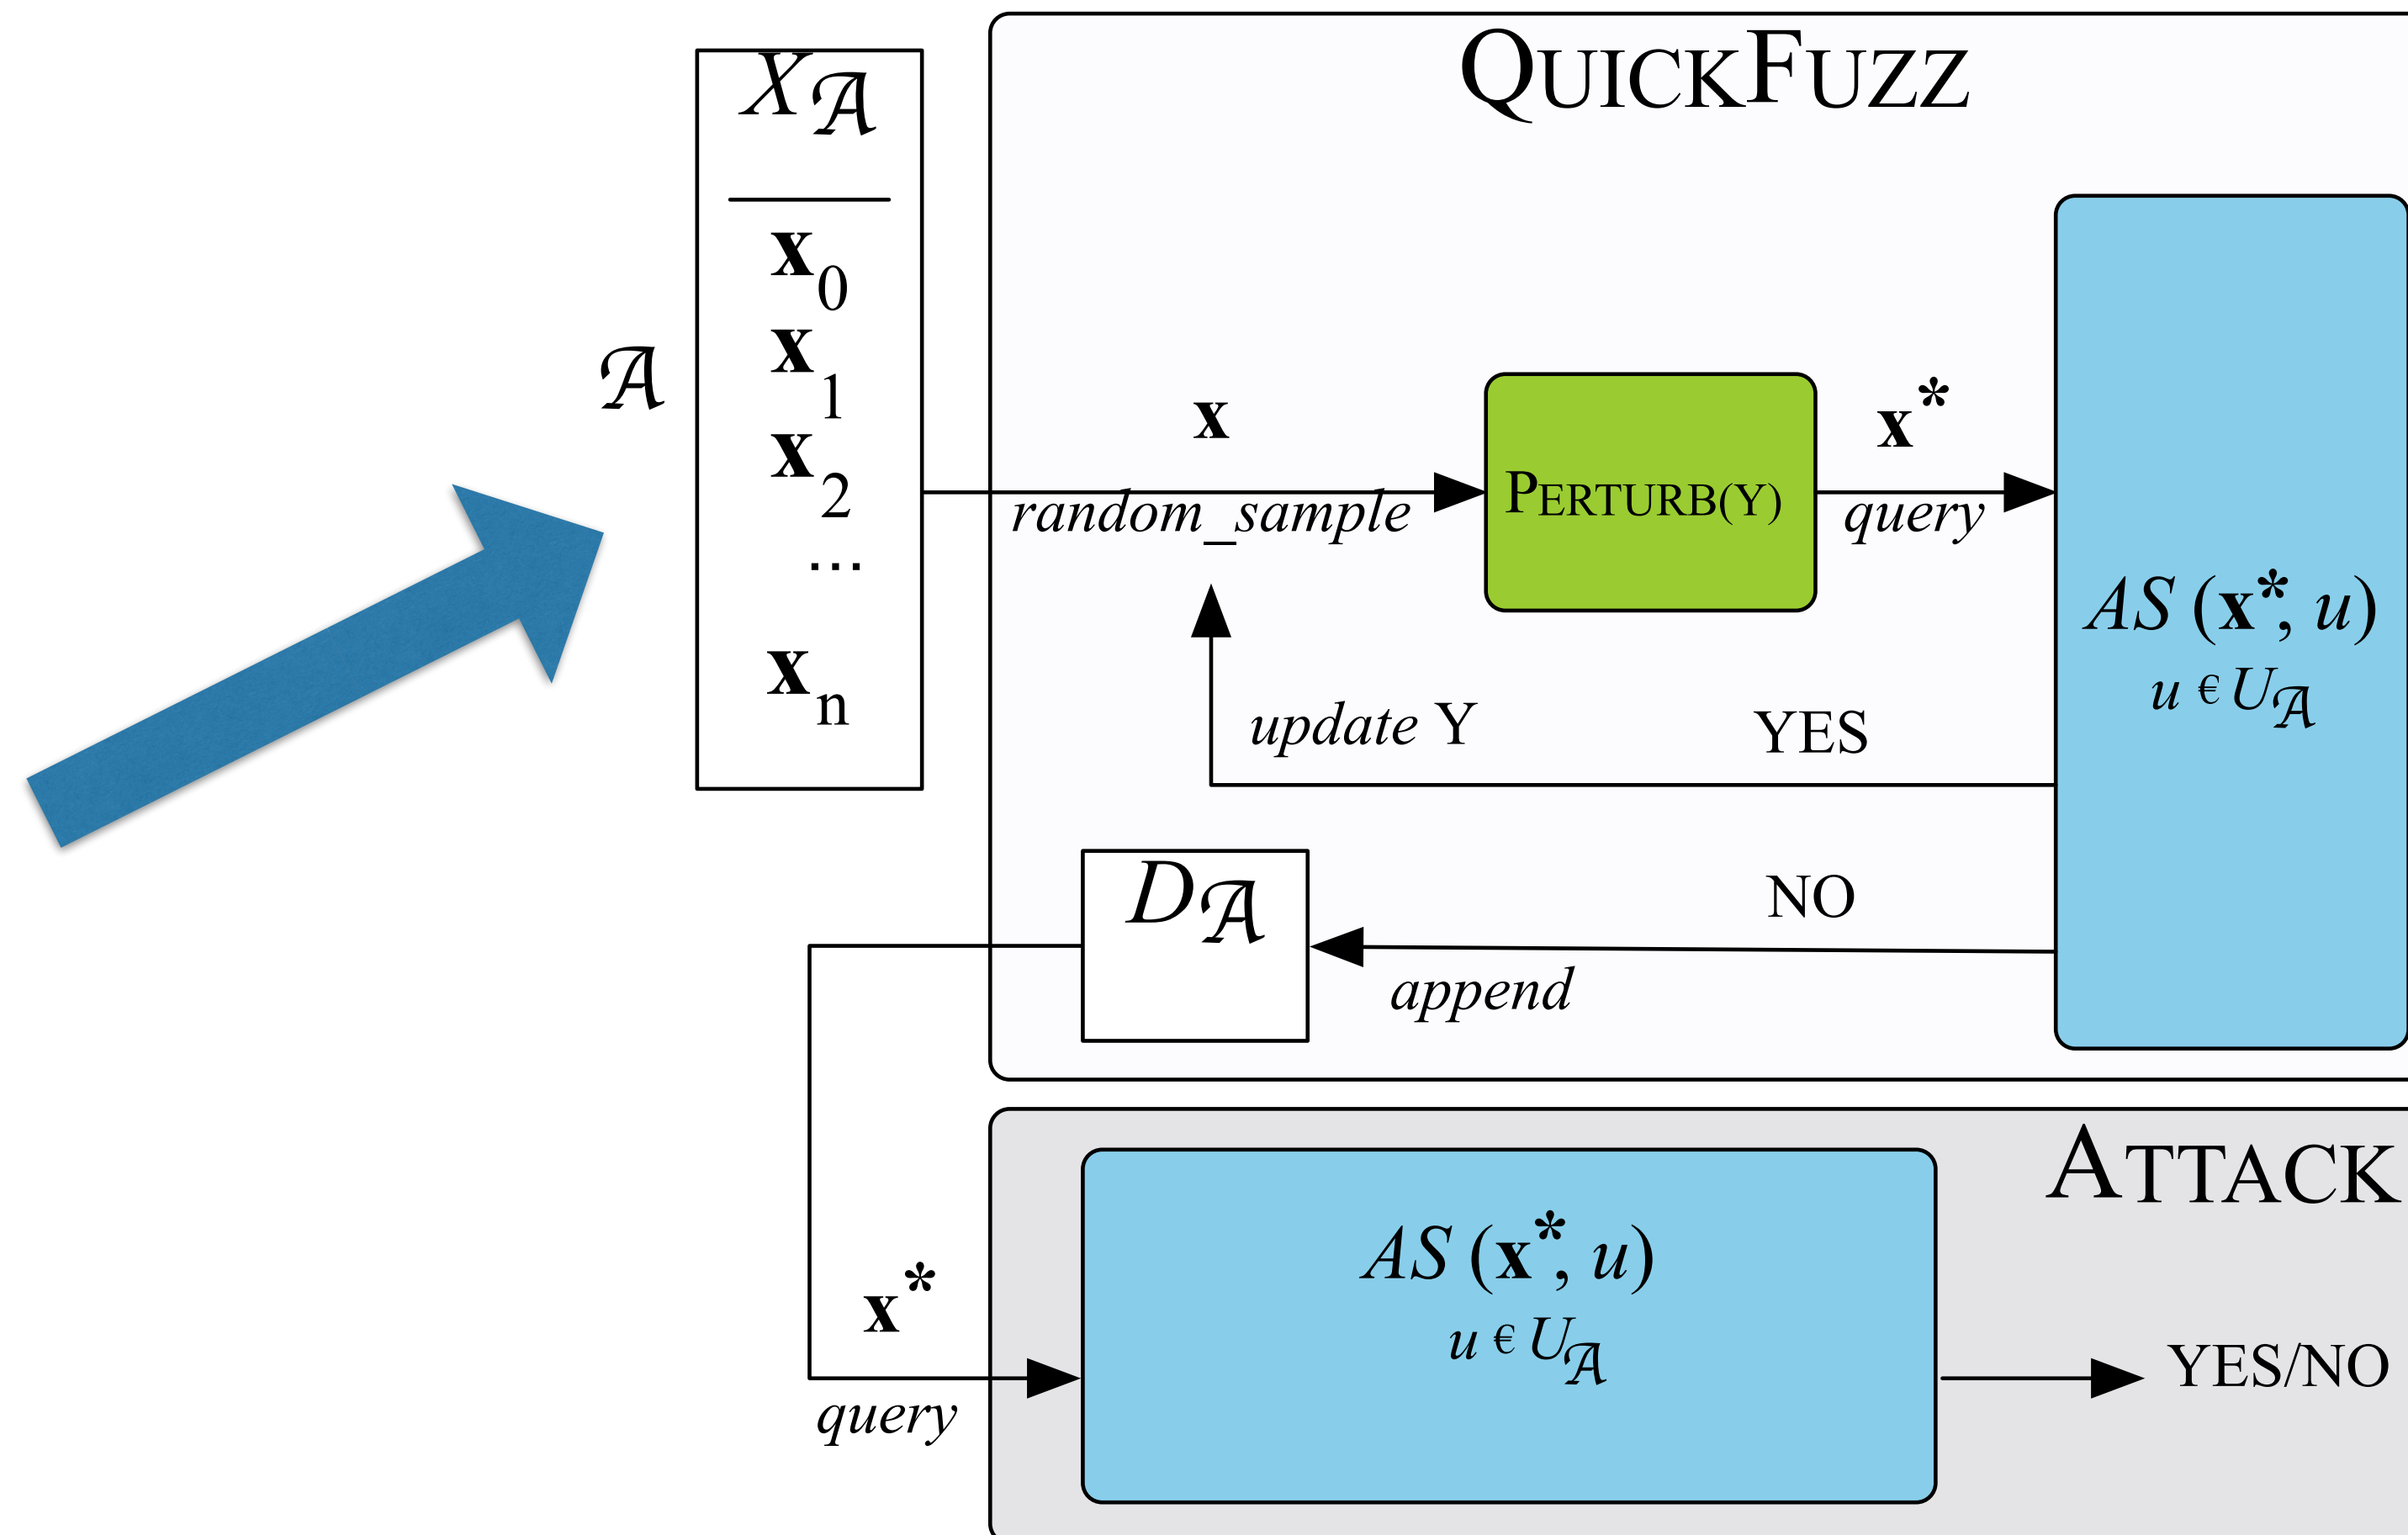 QUICKFUZZ
X𝒜
x0
x1
x2
...
xn
𝒜
x
random_sample
PERTURB(Y)
x*
query
AS (x*, u)
u € U𝒜
update Y
YES
D𝒜
NO
append
ATTACK
x*
query
AS (x*, u)
u € U𝒜
YES/NO